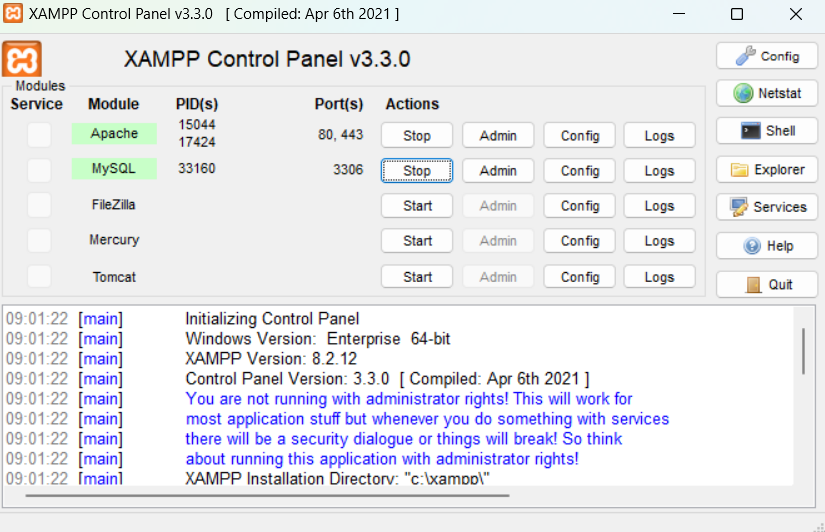 XAMPP Control Panel v3.3.0 [ Compiled: Apr 6th 2021 ]
XAMPP Control Panel v3.3.0
Config
Modules
Service Module PID(s) Port(s) Actions
Netstat
Apache 15044 17424 80, 443 Stop Admin Config Logs
Shell
MySQL 33160 3306 Stop Admin Config Logs
Explorer
FileZilla Start Admin Config Logs
Services
Mercury Start Admin Config Logs
Help
Tomcat Start Admin Config Logs
Quit
09:01:22 [main] Initializing Control Panel
09:01:22 [main] Windows Version: Enterprise 64-bit
09:01:22 [main] XAMPP Version: 8.2.12
09:01:22 [main] Control Panel Version: 3.3.0 [ Compiled: Apr 6th 2021 ]
09:01:22 [main] You are not running with administrator rights! This will work for
09:01:22 [main] most application stuff but whenever you do something with services
09:01:22 [main] there will be a security dialogue or things will break! So think
09:01:22 [main] about running this application with administrator rights!
09:01:22 [main] XAMPP Installation Directory: "c:\xampp\"